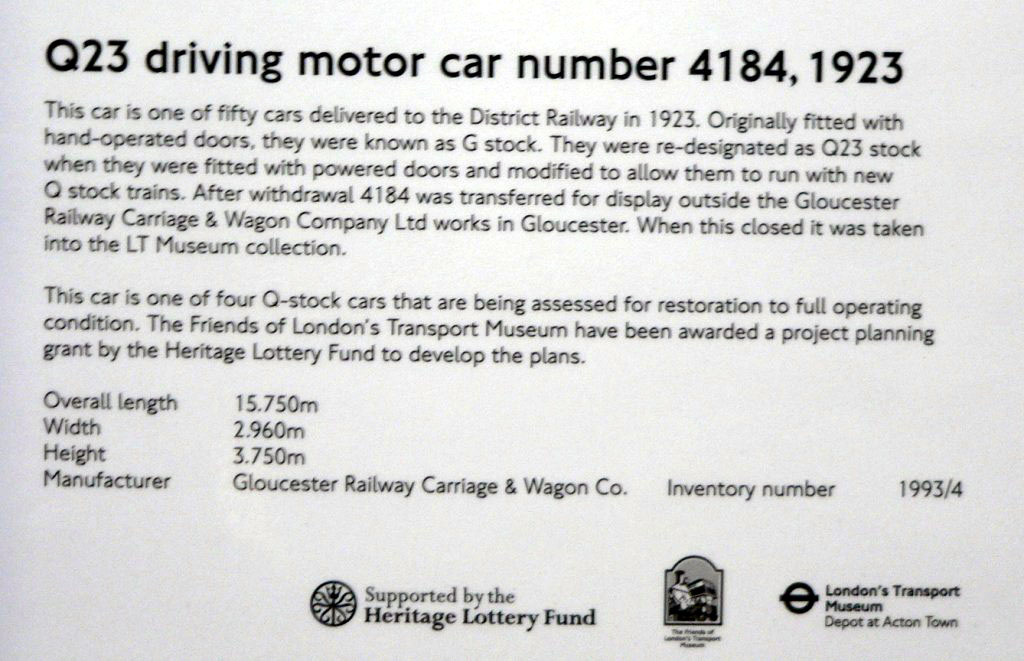 Q23 driving motor car number 4184, 1923
This car is one of fifty cars delivered to the District Railway in 1923. Originally fitted with
hand-operated doors, they were known as G stock. They were re-designated as Q23 stock
when they were fitted with powered doors and modified to allow them to run with new
Q stock trains. After withdrawal 4184 was transferred for display outside the Gloucester
Railway Carriage & Wagon Company Ltd works in Gloucester. When this closed it was taken
into the LT Museum collection.
This car is one of four Q-stock cars that are being assessed for restoration to full operating
condition. The Friends of London's Transport Museum have been awarded a project planning
grant by the Heritage Lottery Fund to develop the plans.
Overall length 15.750m
Width 2.960m
Height 3.750m
Manufacturer Gloucester Railway Carriage & Wagon Co. Inventory number 1993/4
Supported by the
Heritage Lottery Fund
The Friends of
London's Transport
Museum
London's Transport
Museum
Depot at Acton Town